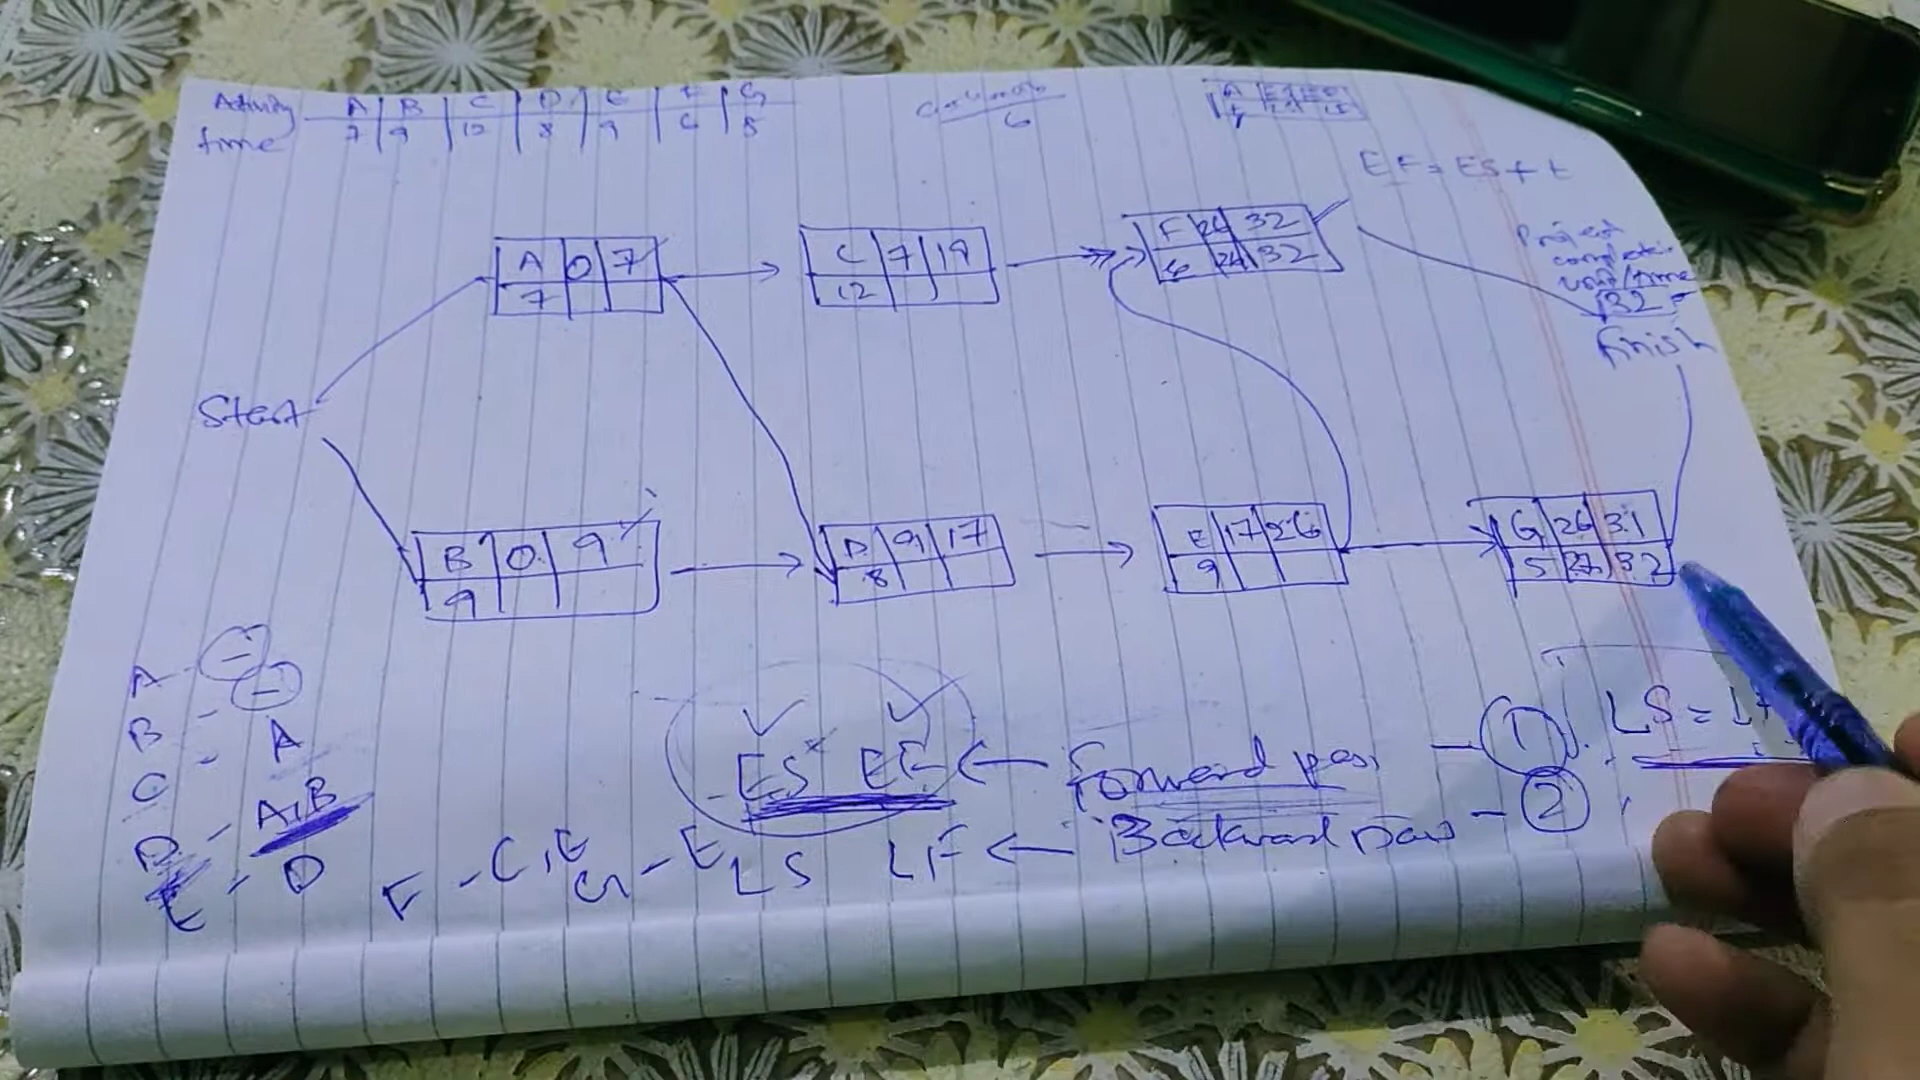 Activity A B C D E F G
time 7 9 12 8 9 6 5
EF = ES + t
Project
completion
time
32
finish
A 0 7
7
C 7 19
12
F 26 32
6 26 32
Start
B 0 9
9
D 9 17
8
E 17 26
9
G 26 31
5 27 32
A -
B - -
C - A
D - A, B
E - D
F - C, E
G - E
ES EF ← Forward pass - 1
LS LF ← Backward pass - 2
LS =